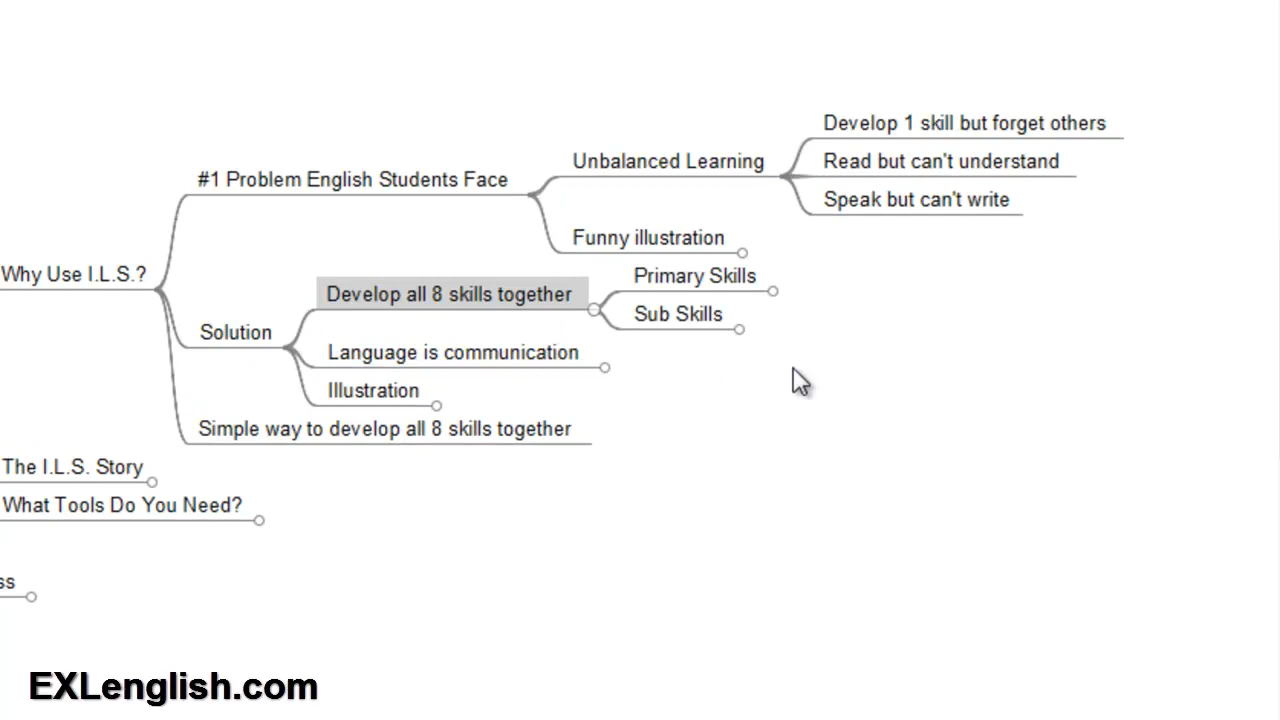 Develop 1 skill but forget others
Unbalanced Learning
Read but can't understand
#1 Problem English Students Face
Speak but can't write
Funny illustration
Why Use I.L.S.?
Primary Skills
Develop all 8 skills together
Sub Skills
Solution
Language is communication
Illustration
Simple way to develop all 8 skills together
The I.L.S. Story
What Tools Do You Need?
ss
EXLenglish.com